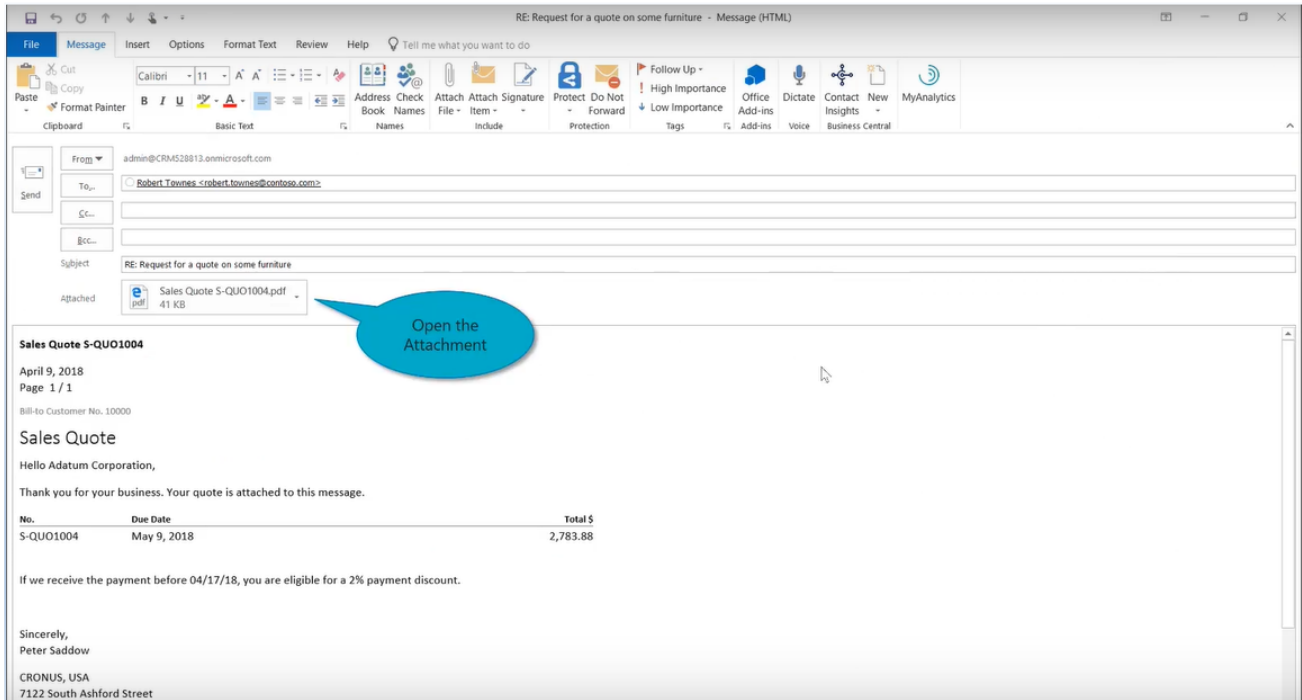 RE: Request for a quote on some furniture - Message (HTML)
File Message Insert Options Format Text Review Help Tell me what you want to do
Cut
Copy
Format Painter
Paste
Clipboard
Calibri 11
B I U
Basic Text
Address Book
Check Names
Names
Attach File
Attach Item
Signature
Include
Protect
Do Not Forward
Protection
Follow Up
High Importance
Low Importance
Tags
Office Add-ins
Add-ins
Dictate
Voice
Contact Insights
New
Business Central
MyAnalytics
Send
From admin@CRM528813.onmicrosoft.com
To... Robert Townes <robert.townes@contoso.com>
Cc...
Bcc...
Subject RE: Request for a quote on some furniture
Attached pdf Sales Quote S-QUO1004.pdf
41 KB
Open the
Attachment
Sales Quote S-QUO1004
April 9, 2018
Page 1 / 1
Bill-to Customer No. 10000
Sales Quote
Hello Adatum Corporation,
Thank you for your business. Your quote is attached to this message.
No. Due Date Total $
S-QUO1004 May 9, 2018 2,783.88
If we receive the payment before 04/17/18, you are eligible for a 2% payment discount.
Sincerely,
Peter Saddow
CRONUS, USA
7122 South Ashford Street